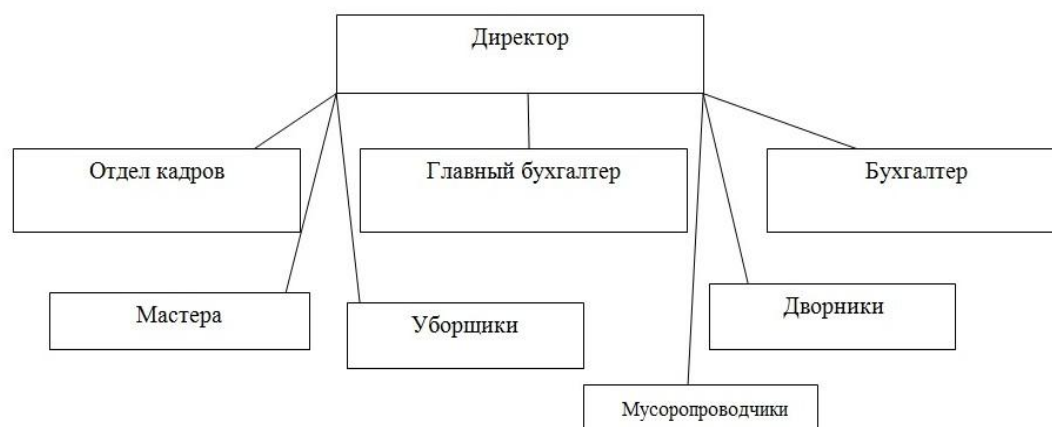 Директор
Отдел кадров
Главный бухгалтер
Бухгалтер
Мастера
Уборщики
Дворники
Мусоропроводчики